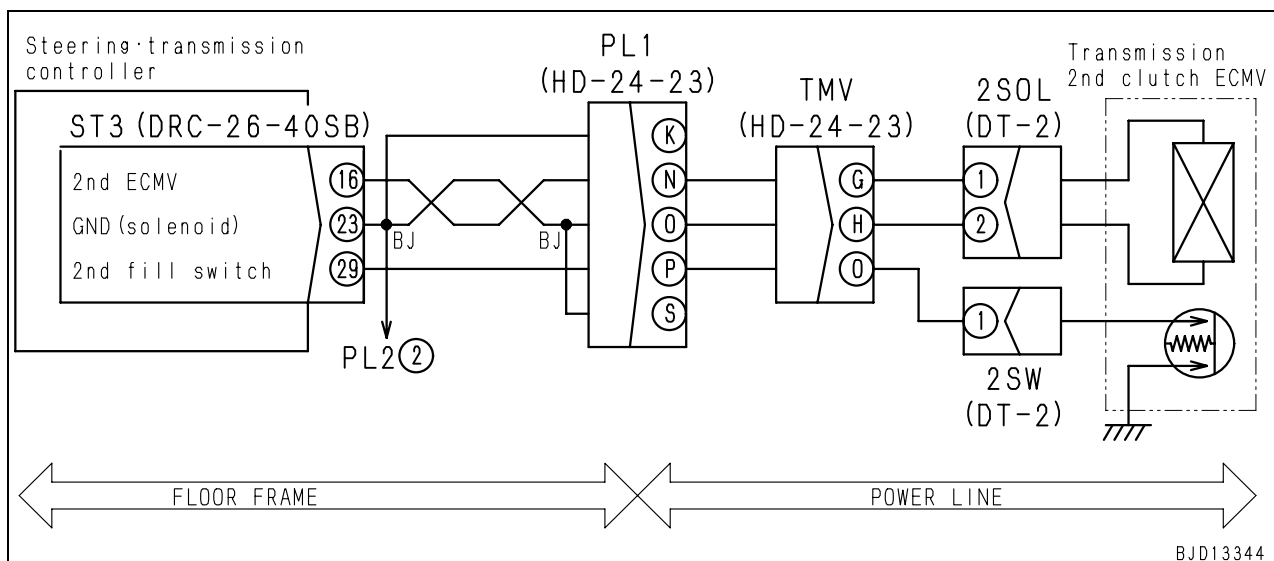 Steering·transmission
controller
ST3 (DRC-26-40SB)
2nd ECMV
GND (solenoid)
2nd fill switch
16
23
29
BJ
BJ
PL2 2
PL1
(HD-24-23)
K
N
O
P
S
TMV
(HD-24-23)
G
H
O
2SOL
(DT-2)
1
2
1
2SW
(DT-2)
Transmission
2nd clutch ECMV
FLOOR FRAME
POWER LINE
BJD13344